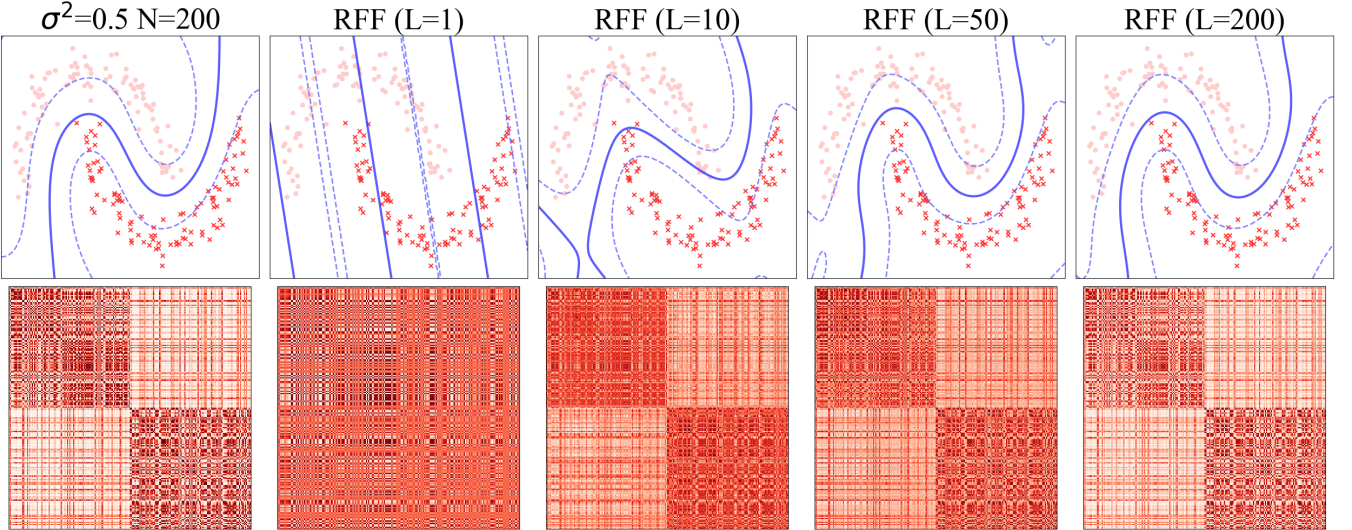 σ²=0.5 N=200
RFF (L=1)
RFF (L=10)
RFF (L=50)
RFF (L=200)